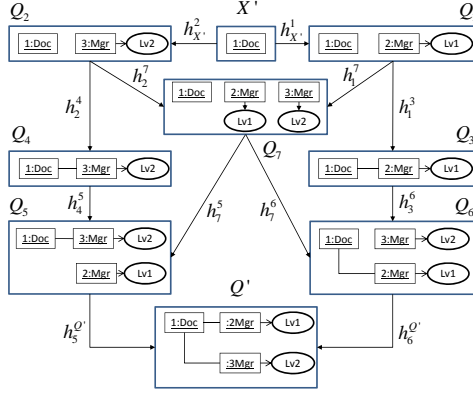 Q2 X' Q
1:Doc 3:Mgr Lv2 h^2_X' 1:Doc h^1_X' 1:Doc 2:Mgr Lv1
h^7_2 h^7_1
1:Doc 2:Mgr 3:Mgr
h^4_2 h^3_1
Lv1 Lv2
Q4 Q7 Q3
1:Doc 3:Mgr Lv2 1:Doc 2:Mgr Lv1
h^5_4 h^6_3
Q5 h^5_7 h^6_7 Q6
1:Doc 3:Mgr Lv2 1:Doc 3:Mgr Lv2
2:Mgr Lv1 2:Mgr Lv1
Q'
1:Doc :2Mgr Lv1
h^Q'_5 h^Q'_6
:3Mgr Lv2